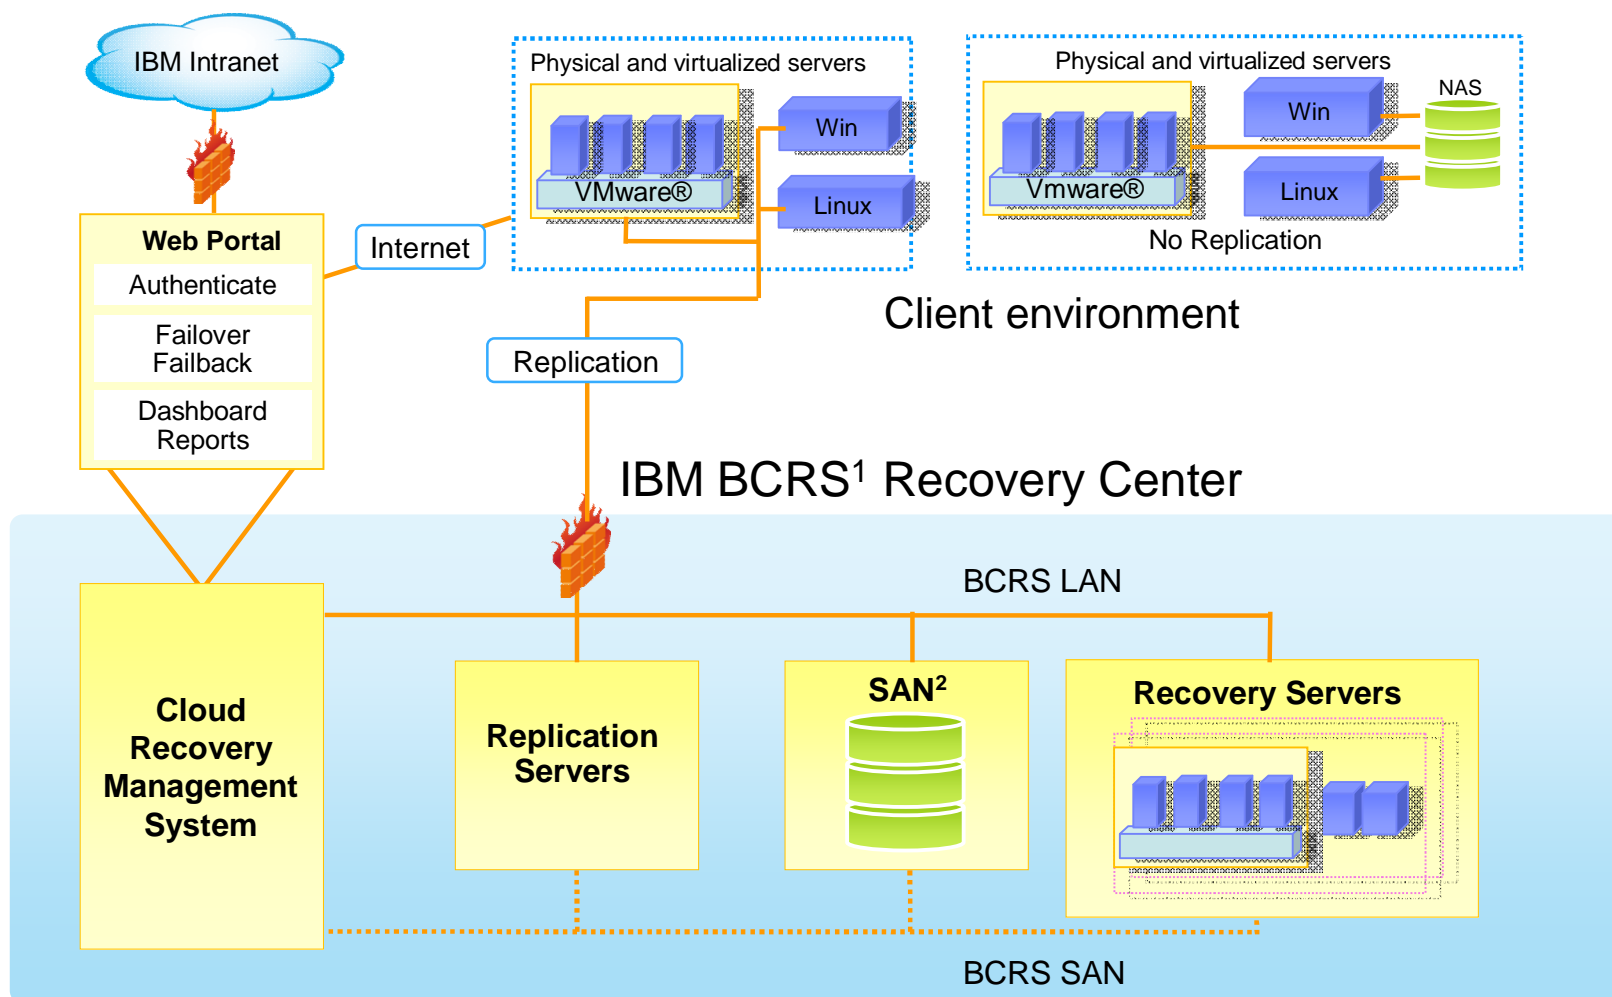 IBM Intranet
Web Portal
Authenticate
Failover
Failback
Dashboard
Reports
Internet
Physical and virtualized servers
VMware®
Win
Linux
Physical and virtualized servers
Vmware®
Win
Linux
NAS
No Replication
Client environment
Replication
IBM BCRS¹ Recovery Center
BCRS LAN
Cloud
Recovery
Management
System
Replication
Servers
SAN²
Recovery Servers
BCRS SAN